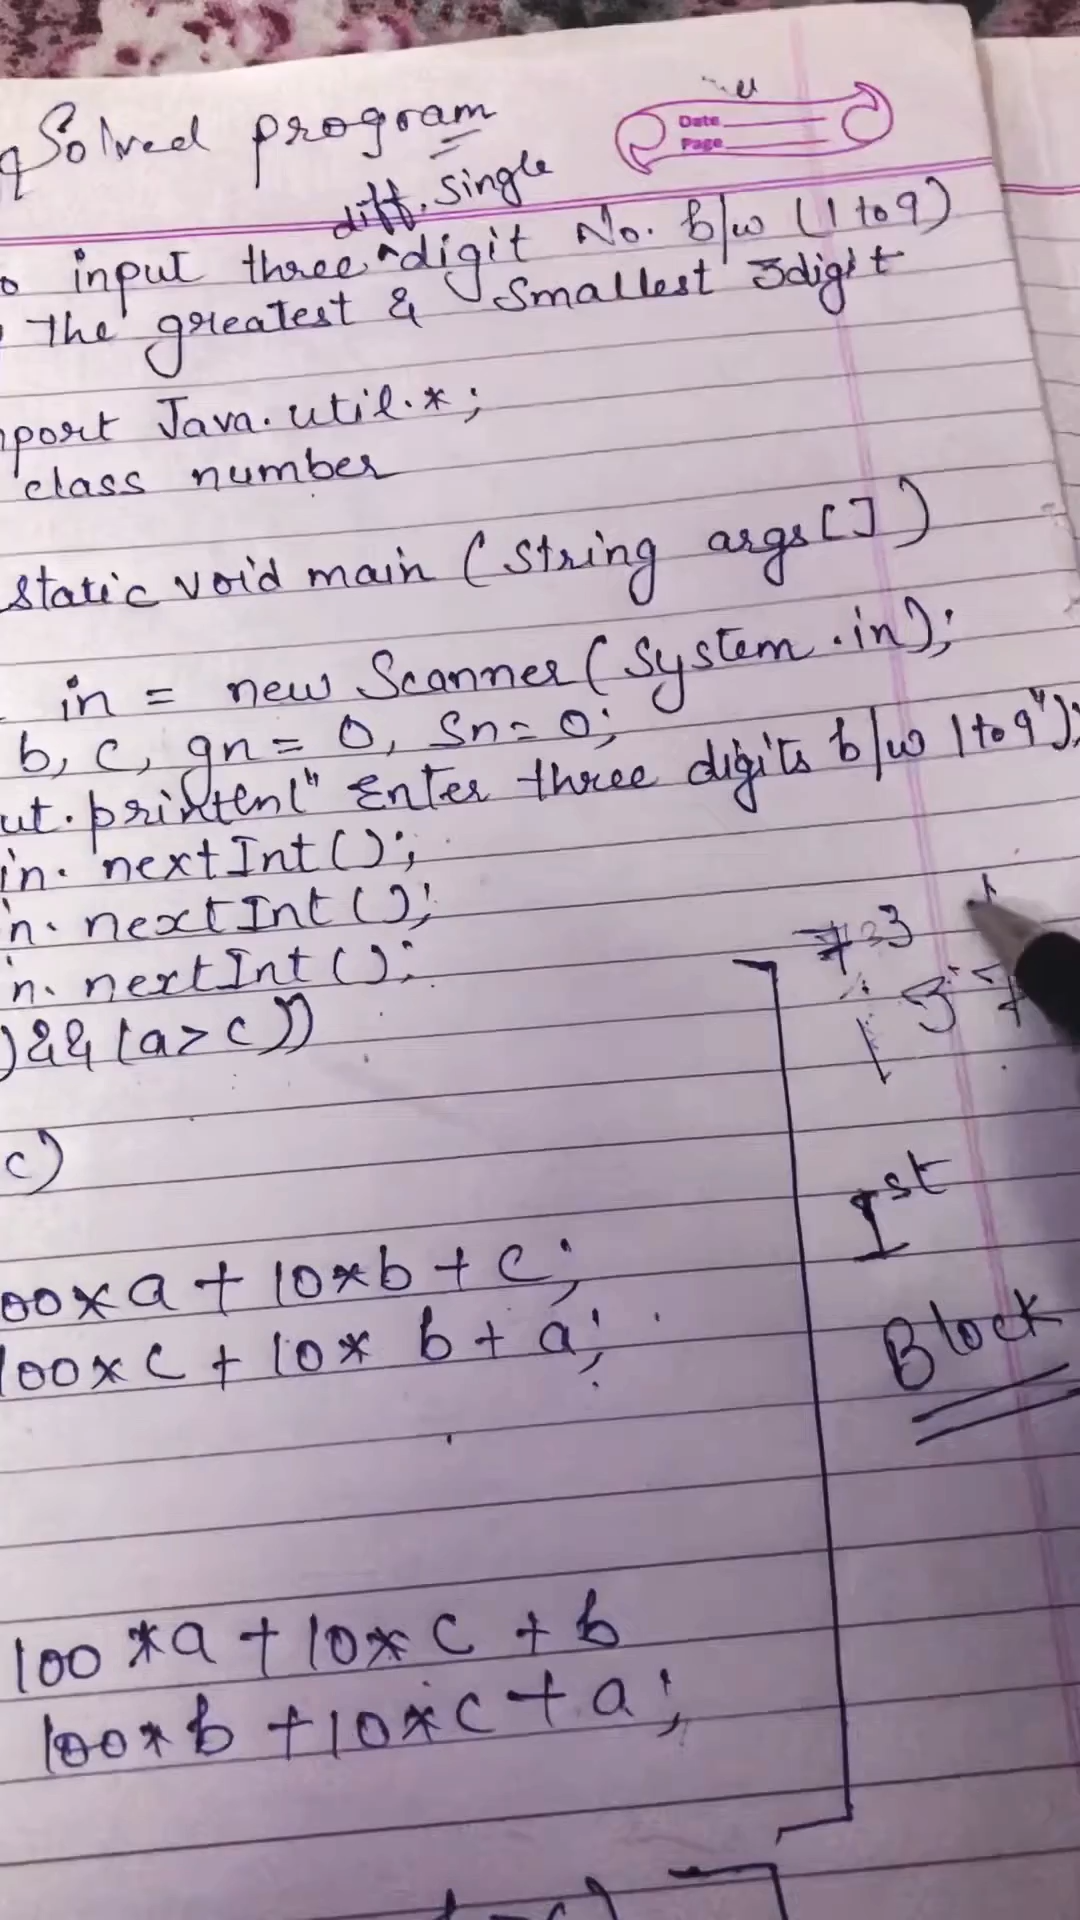 Solved program
Date
Page
diff. single
input three ^ digit No. b/w (1 to 9)
the greatest & Smallest 3digit
port Java.util.*;
class number
static void main (String args[])
in = new Scanner (System.in);
b, c, gn = 0, Sn = 0;
ut.println(" Enter three digits b/w 1 to 9");
in. nextInt();
n. nextInt();
n. nextInt();
) && (a > c))
c)
00*a + 10*b + c;
100*c + 10* b + a;
100 *a + 10*c + b
100*b + 10*c + a;
Ist
Block